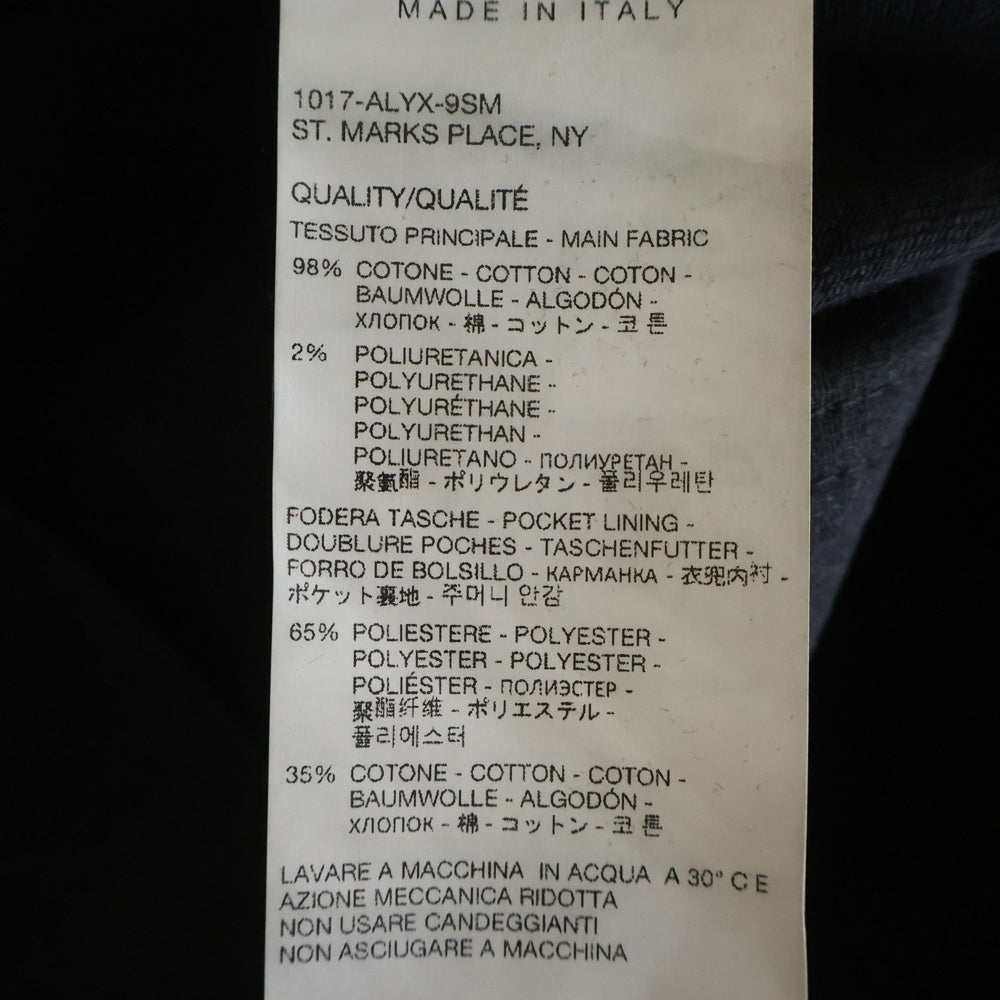 MADE IN ITALY
1017-ALYX-9SM
ST. MARKS PLACE, NY
QUALITY/QUALITÉ
TESSUTO PRINCIPALE - MAIN FABRIC
98% COTONE - COTTON - COTON -
BAUMWOLLE - ALGODÓN -
ХЛОПОК - 棉 - コットン - 코튼
2% POLIURETANICA -
POLYURETHANE -
POLYURÉTHANE -
POLYURETHAN -
POLIURETANO - ПОЛИУРЕТАН -
聚氨酯 - ポリウレタン - 폴리우레탄
FODERA TASCHE - POCKET LINING -
DOUBLURE POCHES - TASCHENFUTTER -
FORRO DE BOLSILLO - КАРМАНКА - 衣兜内衬 -
ポケット裏地 - 주머니 안감
65% POLIESTERE - POLYESTER -
POLYESTER - POLYESTER -
POLIÉSTER - ПОЛИЭСТЕР -
聚酯纤维 - ポリエステル -
폴리에스터
35% COTONE - COTTON - COTON -
BAUMWOLLE - ALGODÓN -
ХЛОПОК - 棉 - コットン - 코튼
LAVARE A MACCHINA IN ACQUA A 30° C E
AZIONE MECCANICA RIDOTTA
NON USARE CANDEGGIANTI
NON ASCIUGARE A MACCHINA